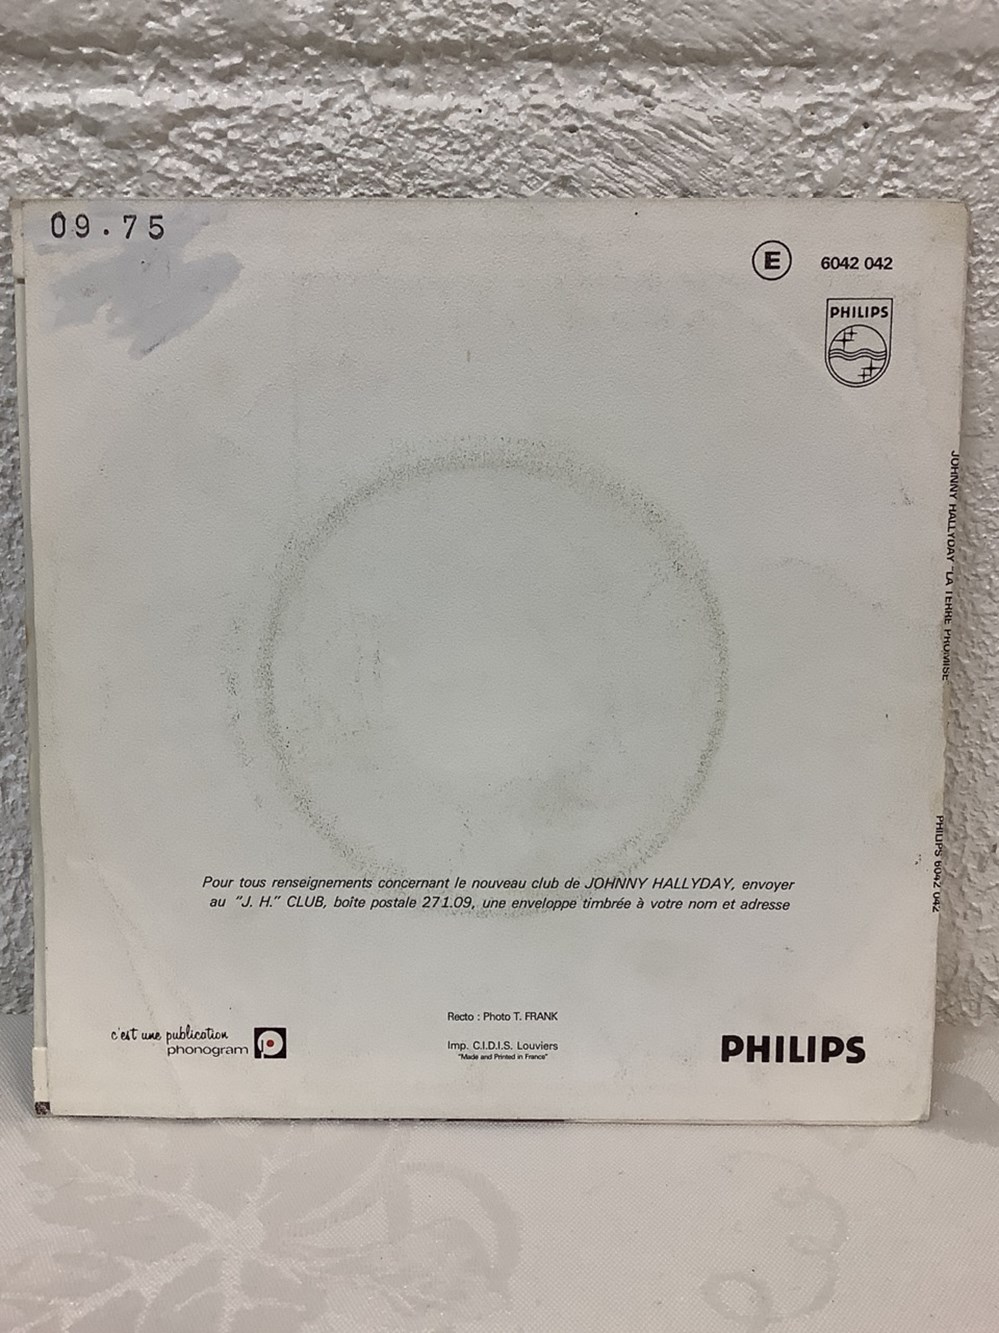 09.75
E 6042 042
PHILIPS
JOHNNY HALLYDAY "LA TERRE PROMISE
PHILIPS 6042 042
Pour tous renseignements concernant le nouveau club de JOHNNY HALLYDAY, envoyer
au "J. H." CLUB, boîte postale 271.09, une enveloppe timbrée à votre nom et adresse
Recto : Photo T. FRANK
c'est une publication
phonogram
Imp. C.I.D.I.S. Louviers
"Made and Printed in France"
PHILIPS